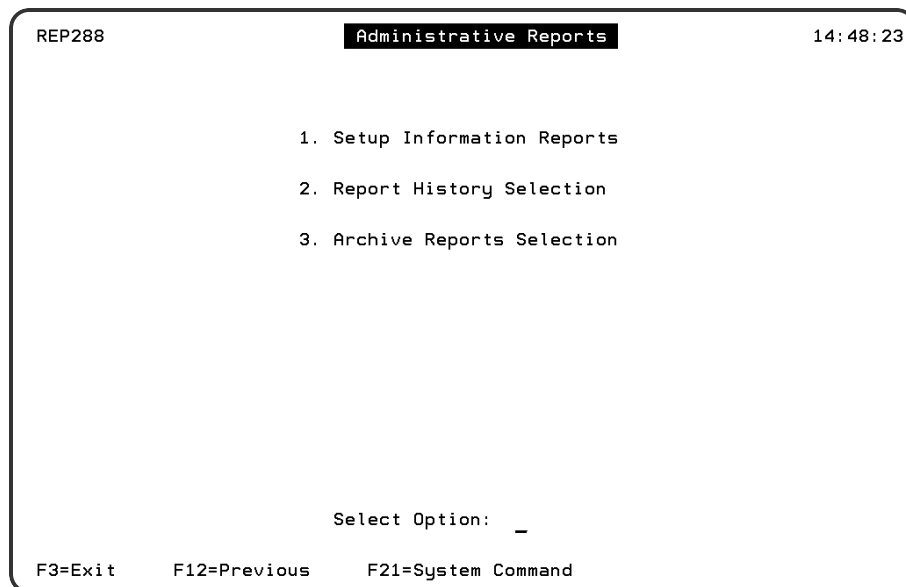 REP288 Administrative Reports 14:48:23
1. Setup Information Reports
2. Report History Selection
3. Archive Reports Selection
Select Option: _
F3=Exit F12=Previous F21=System Command